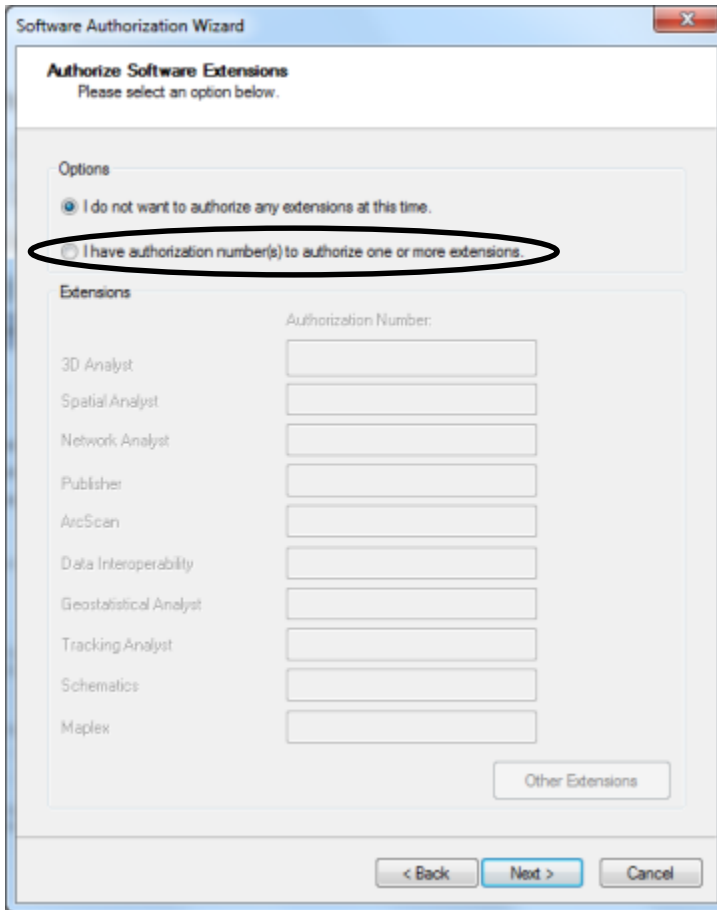 Software Authorization Wizard
Authorize Software Extensions
Please select an option below.
Options
I do not want to authorize any extensions at this time.
I have authorization number(s) to authorize one or more extensions.
Extensions
Authorization Number:
3D Analyst
Spatial Analyst
Network Analyst
Publisher
ArcScan
Data Interoperability
Geostatistical Analyst
Tracking Analyst
Schematics
Maplex
Other Extensions
< Back Next > Cancel